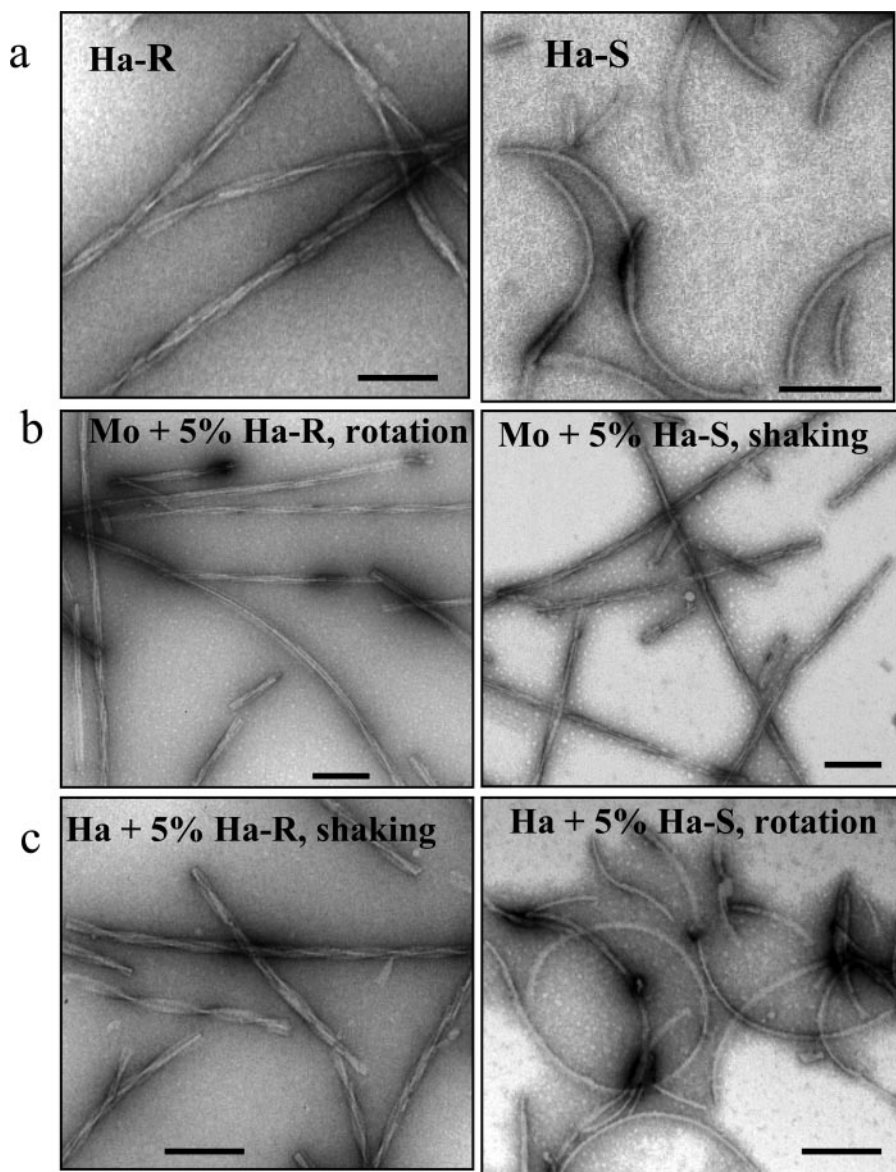 a
Ha-R
Ha-S
b
Mo + 5% Ha-R, rotation
Mo + 5% Ha-S, shaking
c
Ha + 5% Ha-R, shaking
Ha + 5% Ha-S, rotation